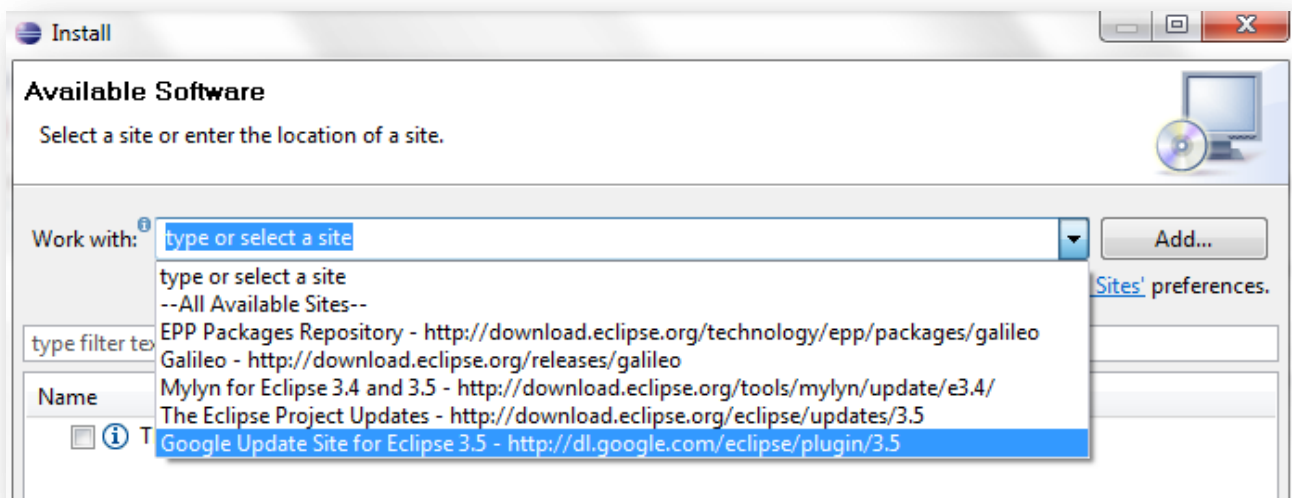 Install
Available Software
Select a site or enter the location of a site.
Work with: type or select a site Add...
type or select a site
--All Available Sites--
EPP Packages Repository - http://download.eclipse.org/technology/epp/packages/galileo
Galileo - http://download.eclipse.org/releases/galileo
Mylyn for Eclipse 3.4 and 3.5 - http://download.eclipse.org/tools/mylyn/update/e3.4/
The Eclipse Project Updates - http://download.eclipse.org/eclipse/updates/3.5
Google Update Site for Eclipse 3.5 - http://dl.google.com/eclipse/plugin/3.5
Sites' preferences.
type filter tex
Name
T